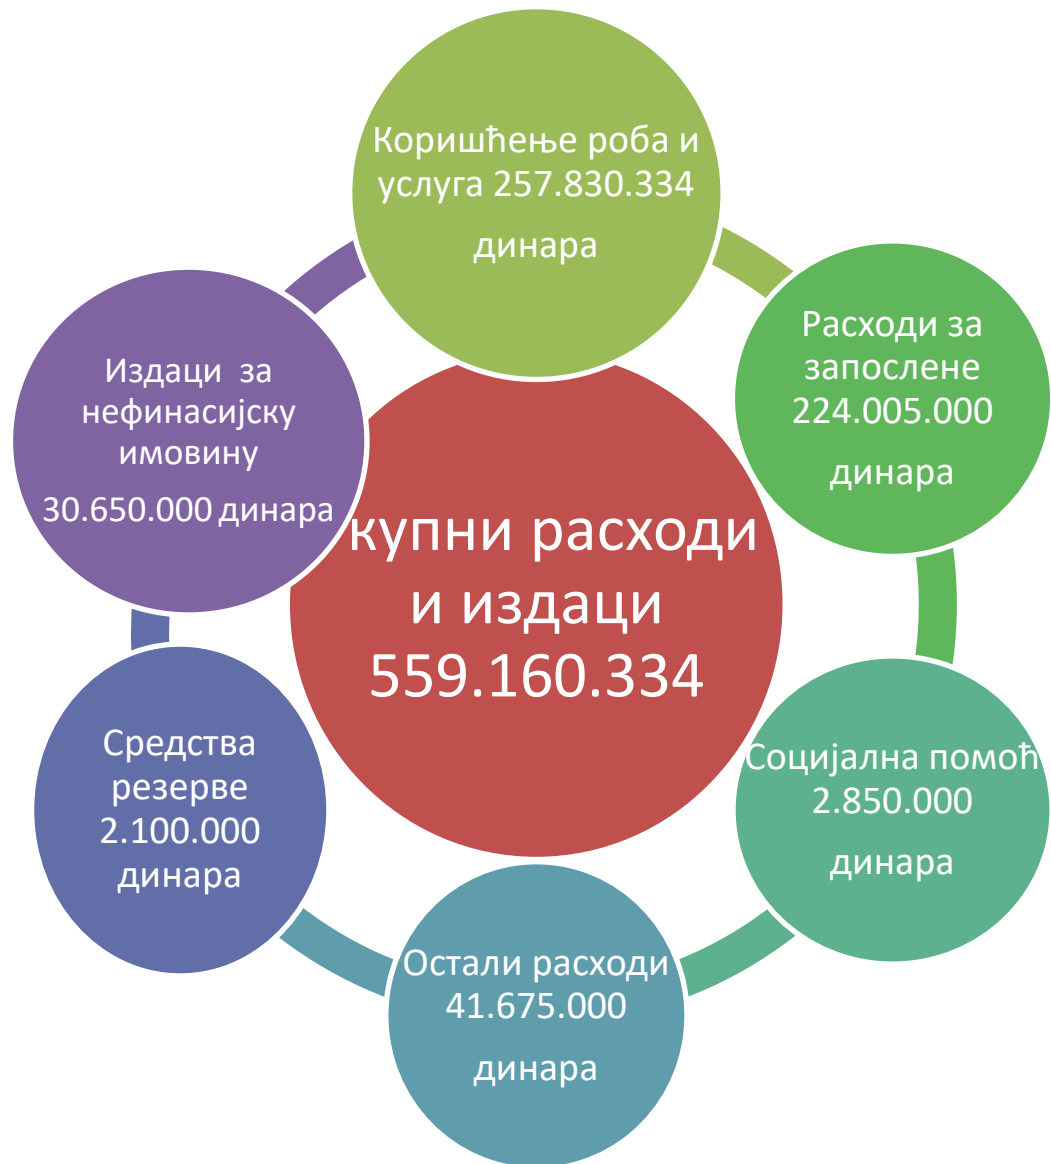 Коришћење роба и
услуга 257.830.334
динара
Расходи за
запослене
224.005.000
динара
Социјална помоћ
2.850.000
динара
Остали расходи
41.675.000
динара
Средства
резерве
2.100.000
динара
Издаци за
нефинасијску
имовину
30.650.000 динара
купни расходи
и издаци
559.160.334